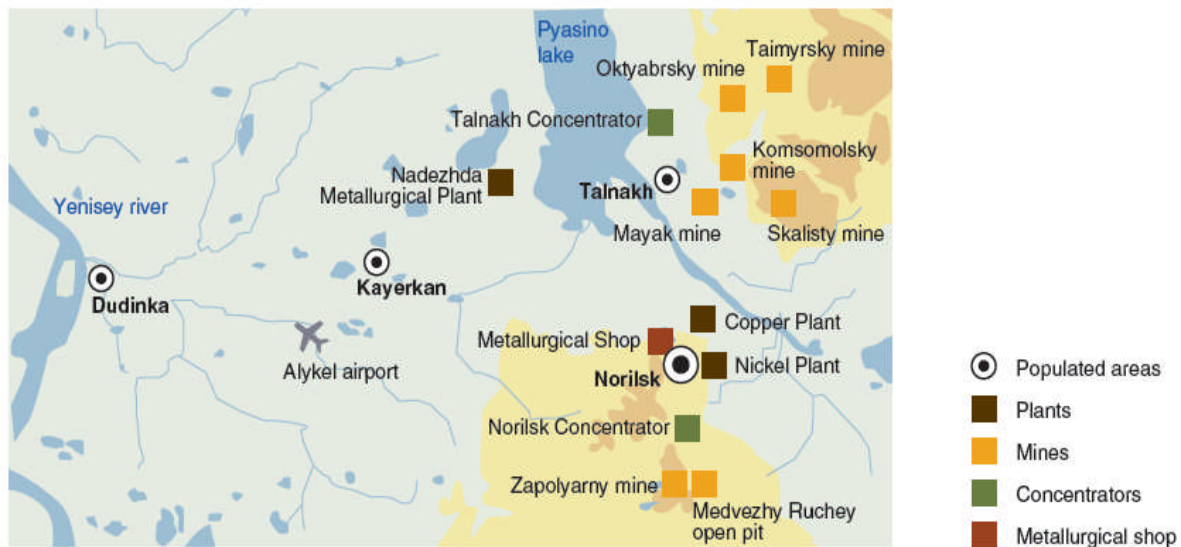 Pyasino
lake
Taimyrsky mine
Oktyabrsky mine
Talnakh Concentrator
Komsomolsky
mine
Nadezhda
Metallurgical Plant
Talnakh
Yenisey river
Mayak mine
Skalisty mine
Kayerkan
Dudinka
Copper Plant
Metallurgical Shop
Alykel airport
Nickel Plant
Norilsk
Norilsk Concentrator
Zapolyarny mine
Medvezhy Ruchey
open pit
Populated areas
Plants
Mines
Concentrators
Metallurgical shop